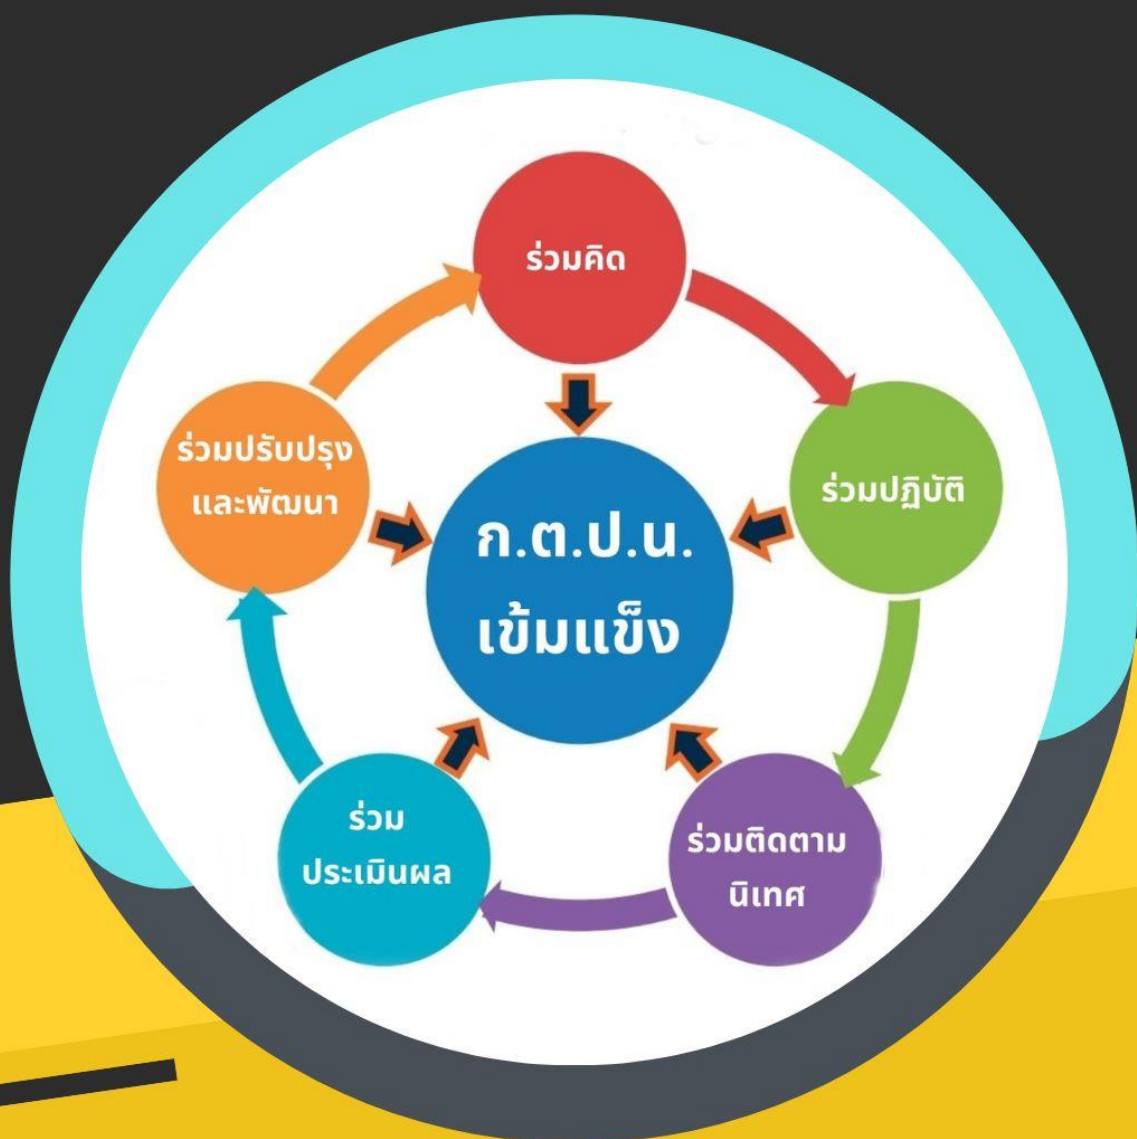 ร่วมคิด
ร่วมปฏิบัติ
ร่วมติดตาม
นิเทศ
ร่วม
ประเมินผล
ร่วมปรับปรุง
และพัฒนา
ก.ต.ป.น.
เข้มแข็ง